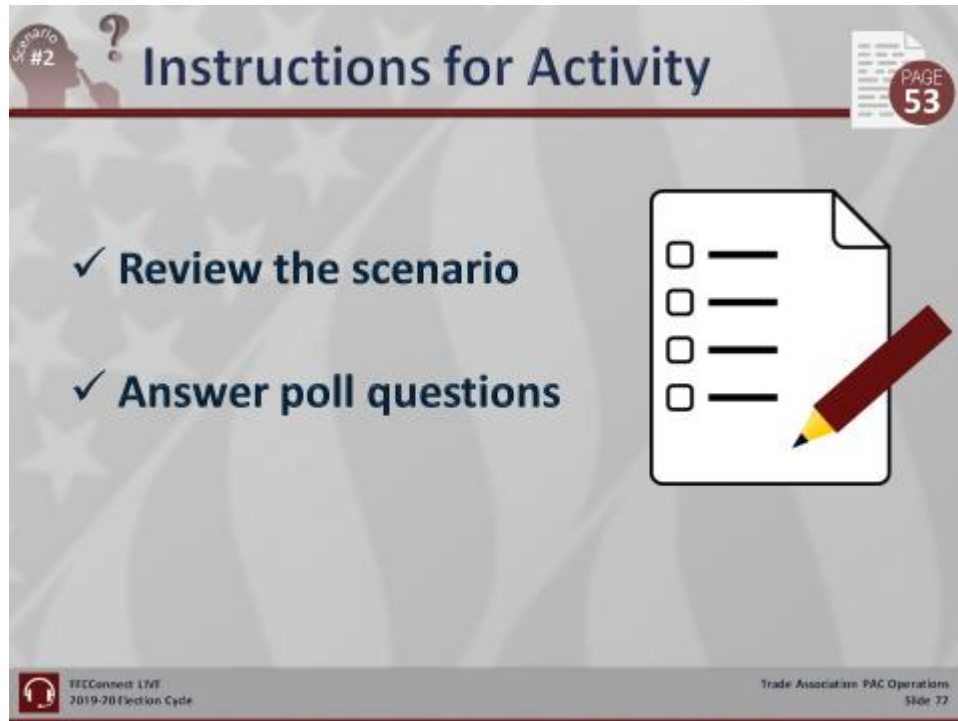 Scenario
#2
?
Instructions for Activity
PAGE
53
✓ Review the scenario
✓ Answer poll questions
FECConnect LIVE
2019-20 Election Cycle
Trade Association PAC Operations
Slide 77